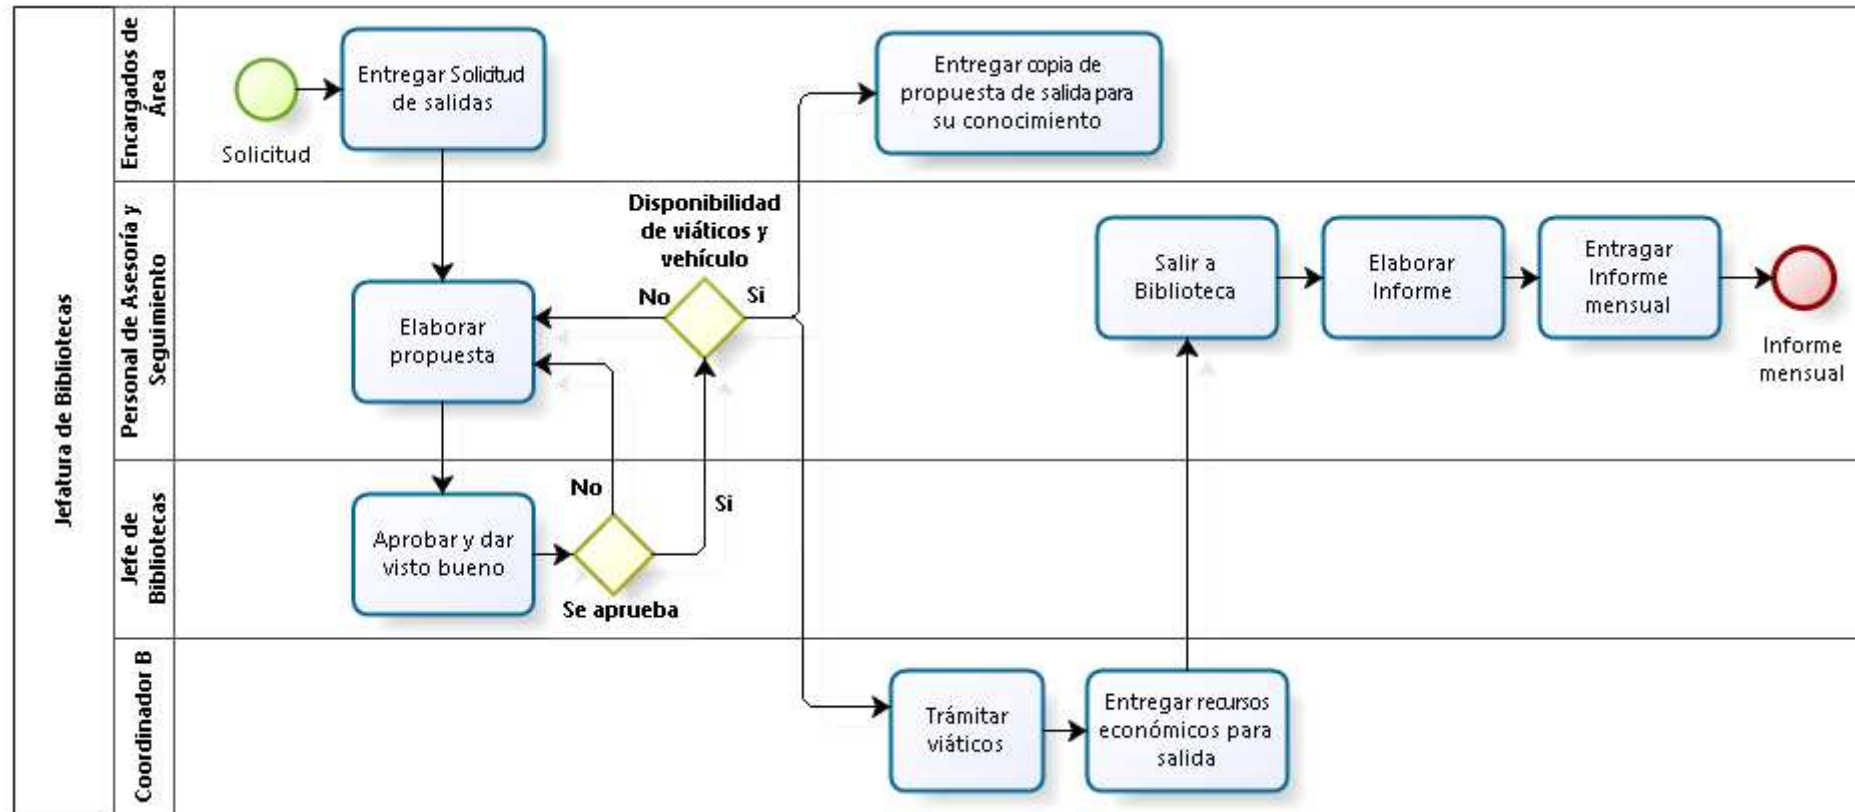 Jefatura de Bibliotecas
Encargados de
Área
Solicitud
Entregar Solicitud
de salidas
Entregar copia de
propuesta de salida para
su conocimiento
Personal de Asesoría y
Seguimiento
Elaborar
propuesta
Disponibilidad
de viáticos y
vehículo
No
Si
Salir a
Biblioteca
Elaborar
Informe
Entragar
Informe
mensual
Informe
mensual
Jefe de
Bibliotecas
Aprobar y dar
visto bueno
No
Si
Se aprueba
Coordinador B
Trámitar
viáticos
Entregar recursos
económicos para
salida